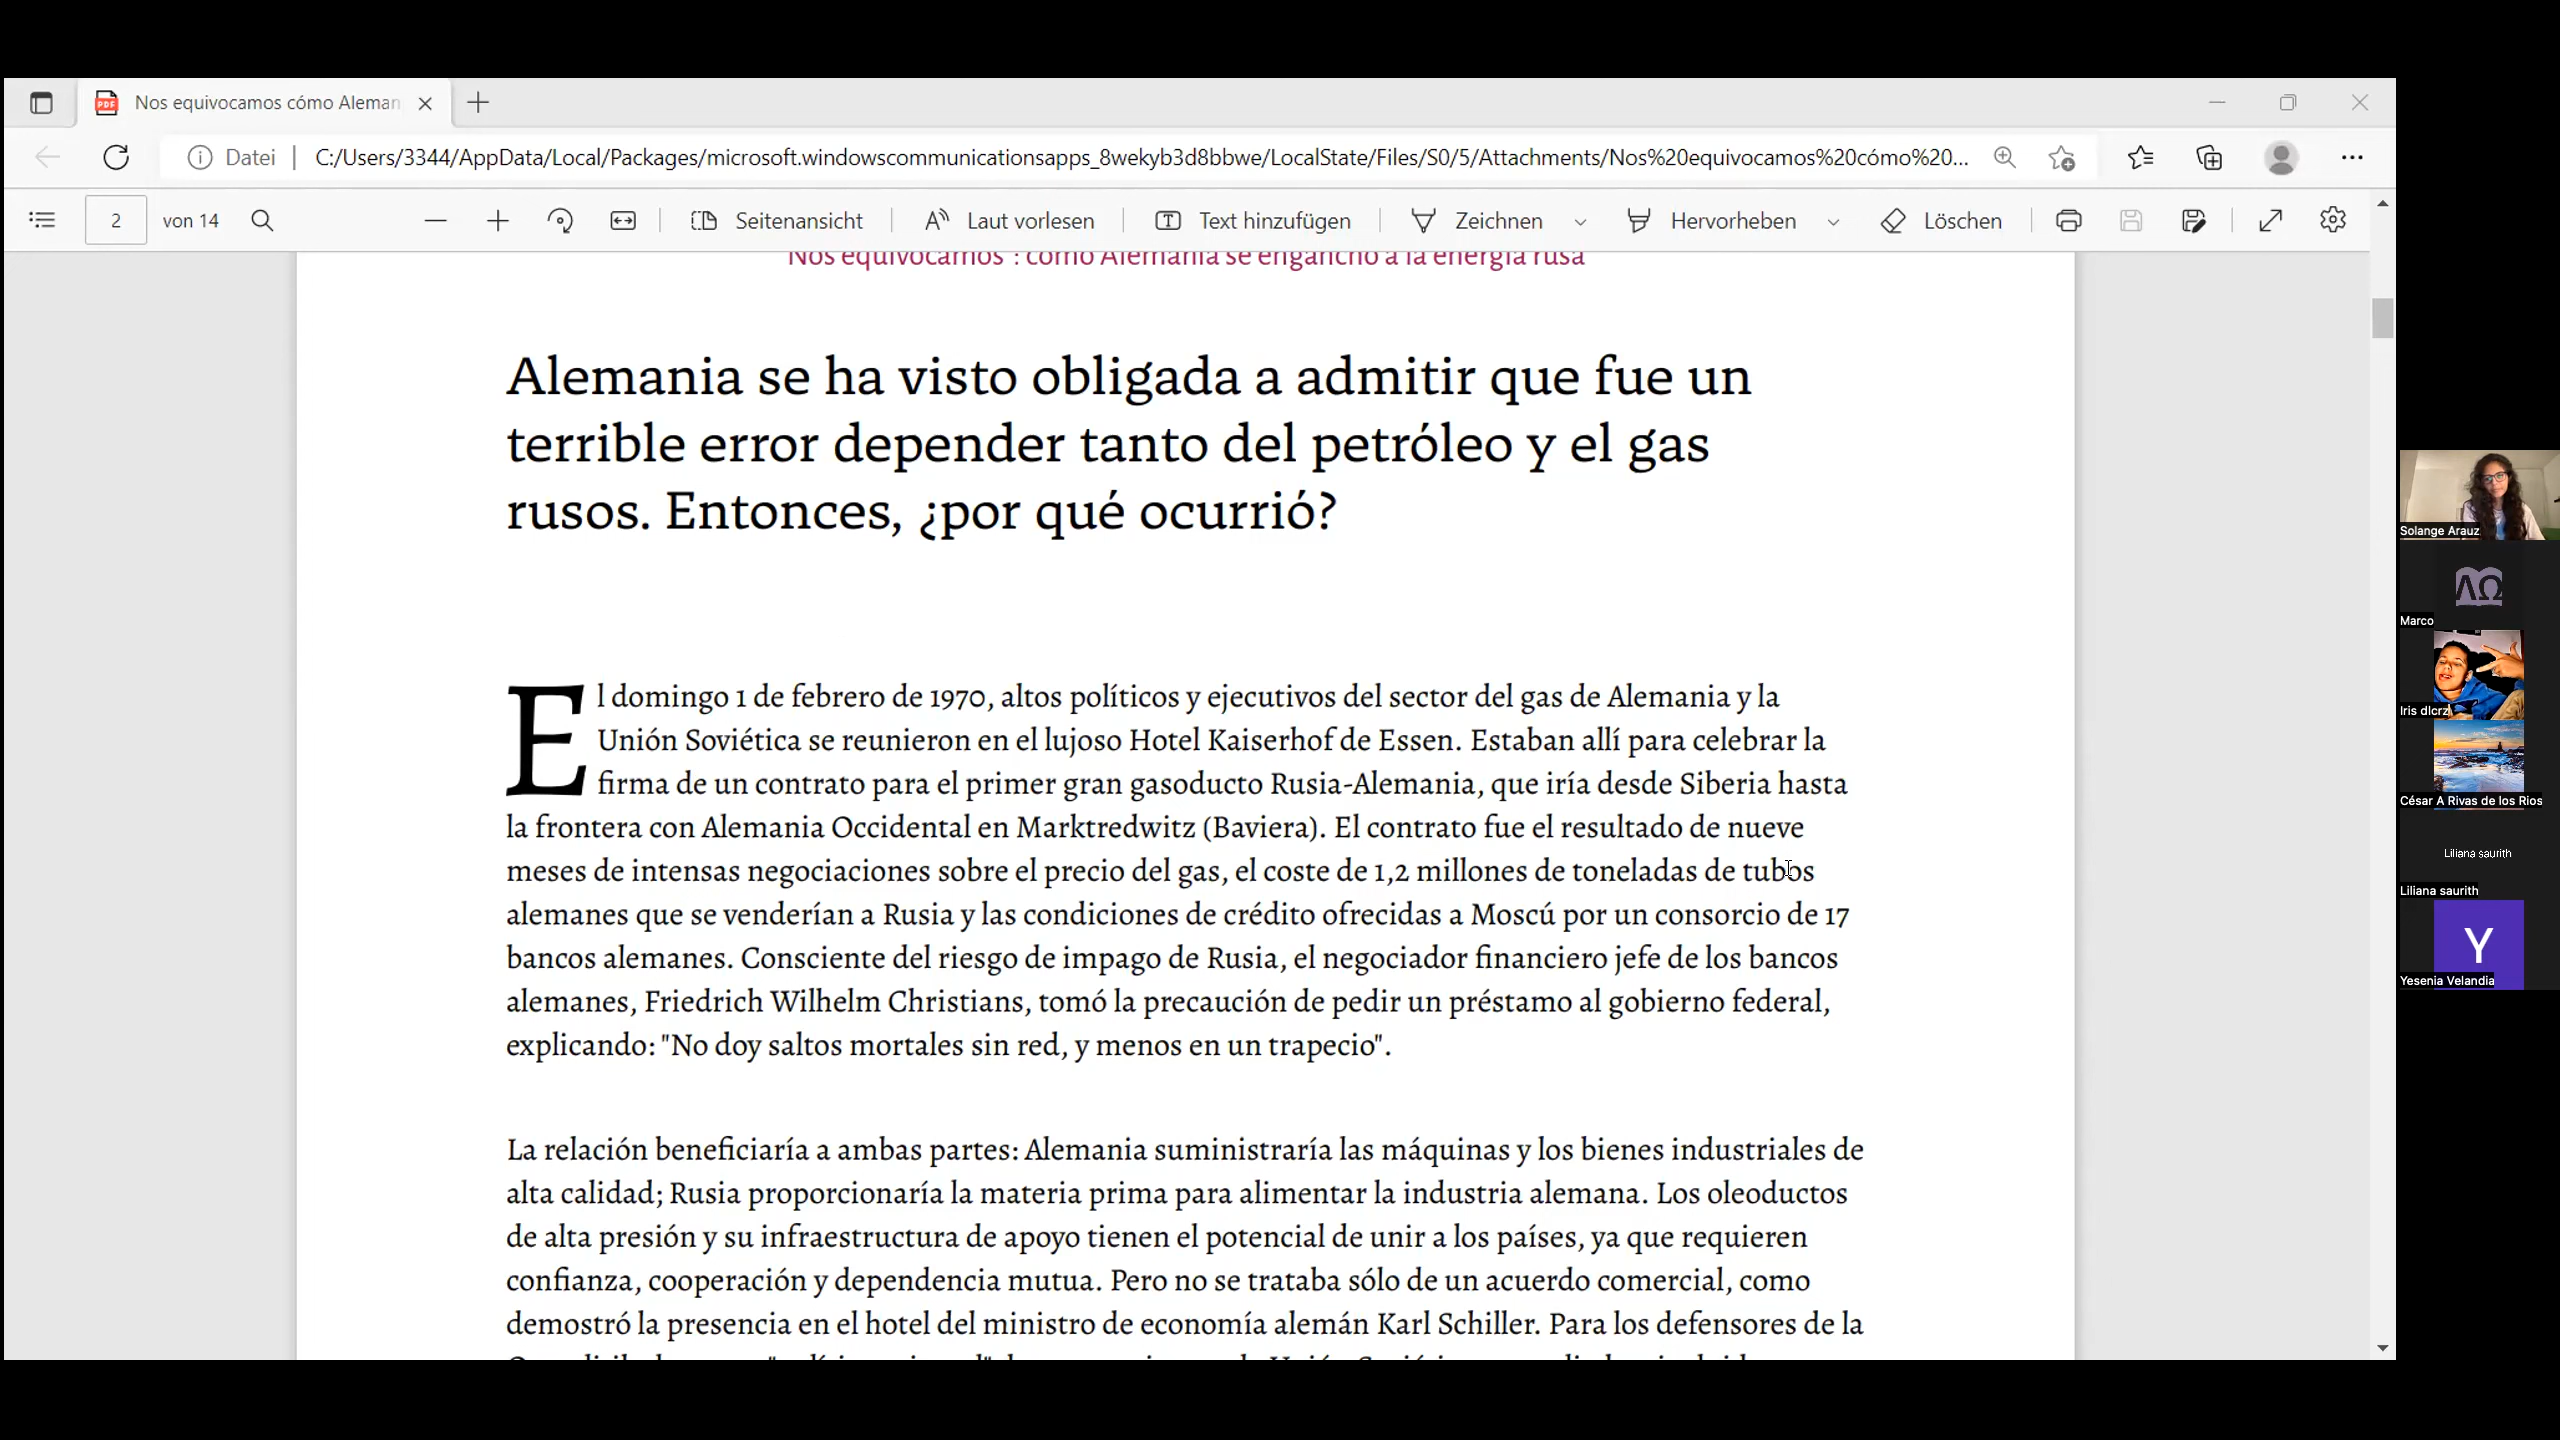 Nos equivocamos cómo Aleman
Datei
C:/Users/3344/AppData/Local/Packages/microsoft.windowscommunicationsapps_8wekyb3d8bbwe/LocalState/Files/S0/5/Attachments/Nos%20equivocamos%20cómo%20...
2 von 14
Seitenansicht
Laut vorlesen
Text hinzufügen
Zeichnen
Hervorheben
Löschen
Nos equivocamos": cómo Alemania se enganchó a la energía rusa
Alemania se ha visto obligada a admitir que fue un
terrible error depender tanto del petróleo y el gas
rusos. Entonces, ¿por qué ocurrió?
El domingo 1 de febrero de 1970, altos políticos y ejecutivos del sector del gas de Alemania y la
Unión Soviética se reunieron en el lujoso Hotel Kaiserhof de Essen. Estaban allí para celebrar la
firma de un contrato para el primer gran gasoducto Rusia-Alemania, que iría desde Siberia hasta
la frontera con Alemania Occidental en Marktredwitz (Baviera). El contrato fue el resultado de nueve
meses de intensas negociaciones sobre el precio del gas, el coste de 1,2 millones de toneladas de tubos
alemanes que se venderían a Rusia y las condiciones de crédito ofrecidas a Moscú por un consorcio de 17
bancos alemanes. Consciente del riesgo de impago de Rusia, el negociador financiero jefe de los bancos
alemanes, Friedrich Wilhelm Christians, tomó la precaución de pedir un préstamo al gobierno federal,
explicando: "No doy saltos mortales sin red, y menos en un trapecio".
La relación beneficiaría a ambas partes: Alemania suministraría las máquinas y los bienes industriales de
alta calidad; Rusia proporcionaría la materia prima para alimentar la industria alemana. Los oleoductos
de alta presión y su infraestructura de apoyo tienen el potencial de unir a los países, ya que requieren
confianza, cooperación y dependencia mutua. Pero no se trataba sólo de un acuerdo comercial, como
demostró la presencia en el hotel del ministro de economía alemán Karl Schiller. Para los defensores de la
Solange Arauz
ΛΩ
Marco
Iris dlcrz
César A Rivas de los Rios
Liliana saurith
Liliana saurith
Y
Yesenia Velandia